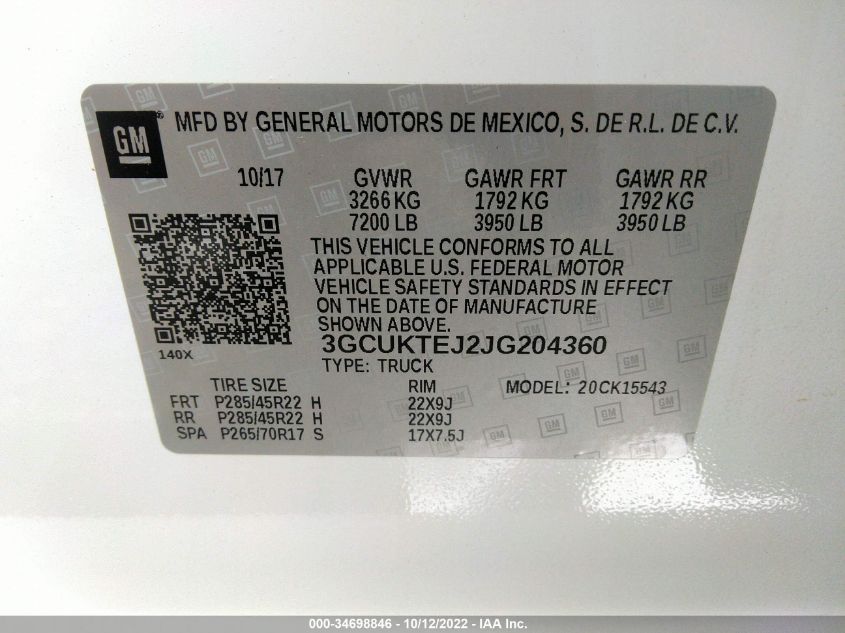 GM ® MFD BY GENERAL MOTORS DE MEXICO, S. DE R.L. DE C.V.
10/17 GVWR GAWR FRT GAWR RR
3266 KG 1792 KG 1792 KG
7200 LB 3950 LB 3950 LB
THIS VEHICLE CONFORMS TO ALL
APPLICABLE U.S. FEDERAL MOTOR
VEHICLE SAFETY STANDARDS IN EFFECT
ON THE DATE OF MANUFACTURE
SHOWN ABOVE.
140X 3GCUKTEJ2JG204360
TYPE: TRUCK
TIRE SIZE RIM MODEL: 20CK15543
FRT P285/45R22 H 22X9J
RR P285/45R22 H 22X9J
SPA P265/70R17 S 17X7.5J
000-34698846 - 10/12/2022 - IAA Inc.